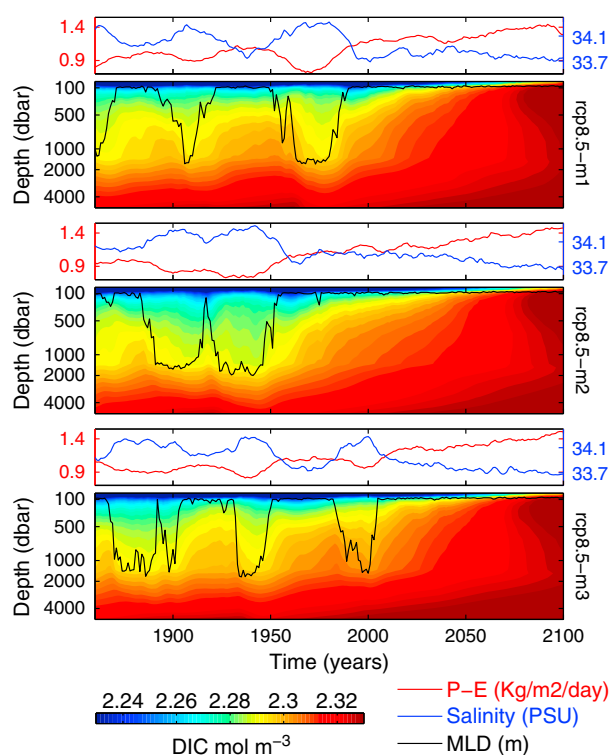 1.4
0.9
34.1
33.7
Depth (dbar)
100
500
1000
2000
4000
rcp8.5-m1
1.4
0.9
34.1
33.7
Depth (dbar)
100
500
1000
2000
4000
rcp8.5-m2
1.4
0.9
34.1
33.7
Depth (dbar)
100
500
1000
2000
4000
rcp8.5-m3
1900 1950 2000 2050 2100
Time (years)
2.24 2.26 2.28 2.3 2.32
DIC mol m⁻³
P-E (Kg/m2/day)
Salinity (PSU)
MLD (m)